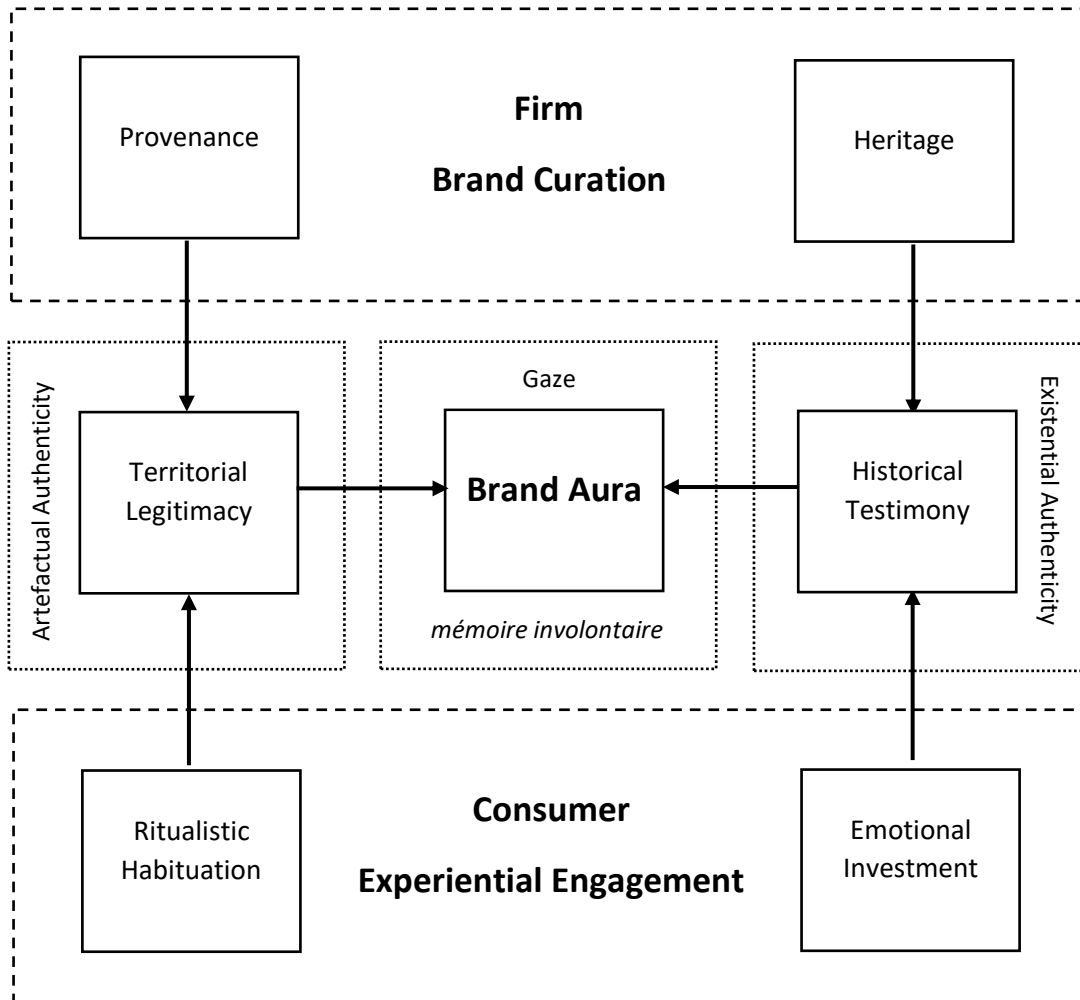 Provenance
Firm
Brand Curation
Heritage
Artefactual Authenticity
Territorial
Legitimacy
Gaze
Brand Aura
mémoire involontaire
Historical
Testimony
Existential Authenticity
Ritualistic
Habituation
Consumer
Experiential Engagement
Emotional
Investment